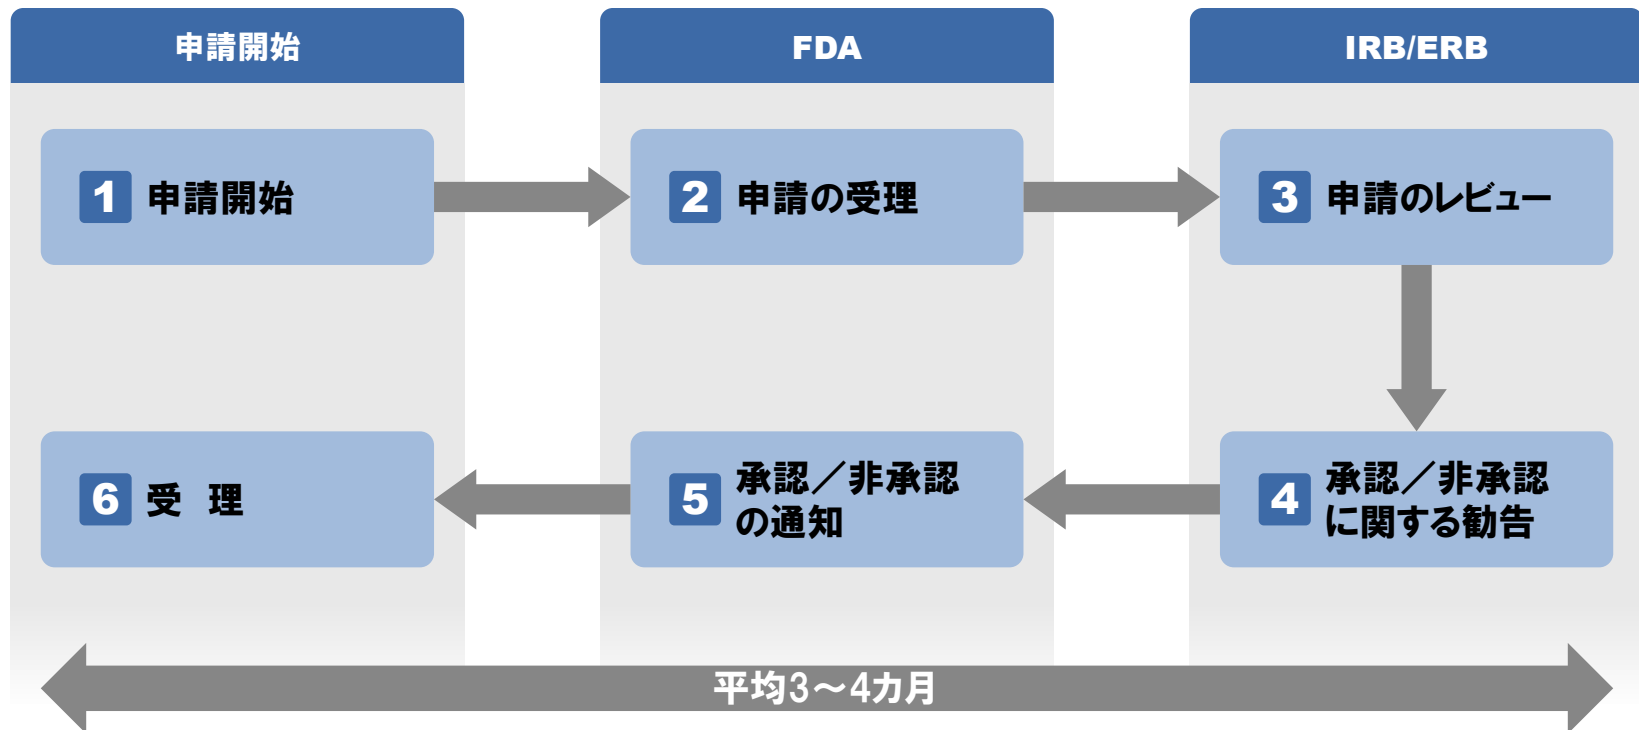 申請開始
FDA
IRB/ERB
1 申請開始
2 申請の受理
3 申請のレビュー
6 受　理
5 承認／非承認
の通知
4 承認／非承認
に関する勧告
平均3～4カ月